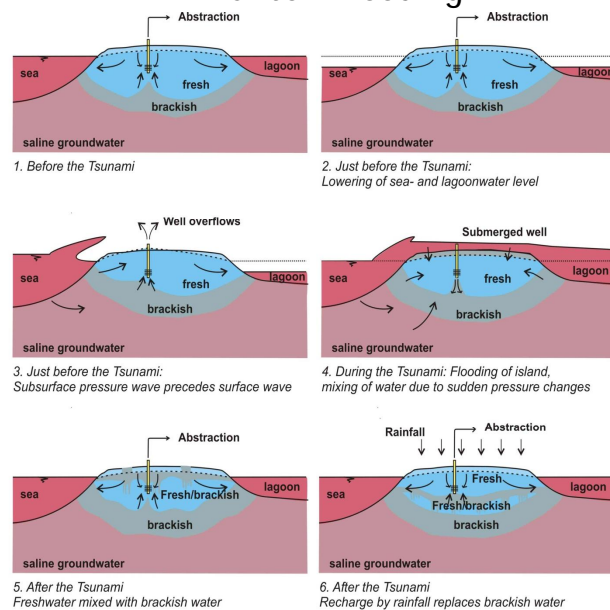 Abstraction
sea
fresh
lagoon
brackish
saline groundwater
1. Before the Tsunami
Abstraction
sea
fresh
lagoon
brackish
saline groundwater
2. Just before the Tsunami:
Lowering of sea- and lagoonwater level
Well overflows
sea
fresh
lagoon
brackish
saline groundwater
3. Just before the Tsunami:
Subsurface pressure wave precedes surface wave
Submerged well
sea
fresh
lagoon
brackish
saline groundwater
4. During the Tsunami: Flooding of island,
mixing of water due to sudden pressure changes
Abstraction
sea
Fresh/brackish
lagoon
brackish
saline groundwater
5. After the Tsunami
Freshwater mixed with brackish water
Rainfall
Abstraction
sea
Fresh
lagoon
Fresh/brackish
brackish
saline groundwater
6. After the Tsunami
Recharge by rainfall replaces brackish water